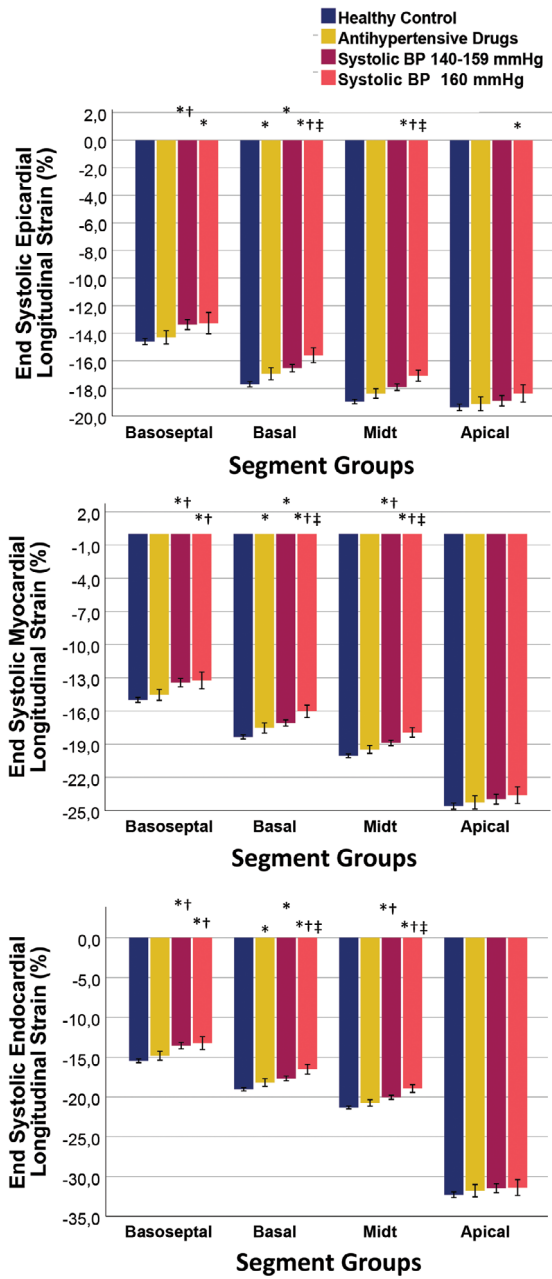 Healthy Control
Antihypertensive Drugs
Systolic BP 140-159 mmHg
Systolic BP 160 mmHg
End Systolic Epicardial
Longitudinal Strain (%)
2,0
0,0
-2,0
-4,0
-6,0
-8,0
-10,0
-12,0
-14,0
-16,0
-18,0
-20,0
*† * * * *†‡ *†‡ *
Basoseptal Basal Midt Apical
Segment Groups
End Systolic Myocardial
Longitudinal Strain (%)
2,0
-1,0
-4,0
-7,0
-10,0
-13,0
-16,0
-19,0
-22,0
-25,0
*† *† * * *†‡ *† *†‡
Basoseptal Basal Midt Apical
Segment Groups
End Systolic Endocardial
Longitudinal Strain (%)
0,0
-5,0
-10,0
-15,0
-20,0
-25,0
-30,0
-35,0
*† *† * * *†‡ *† *†‡
Basoseptal Basal Midt Apical
Segment Groups